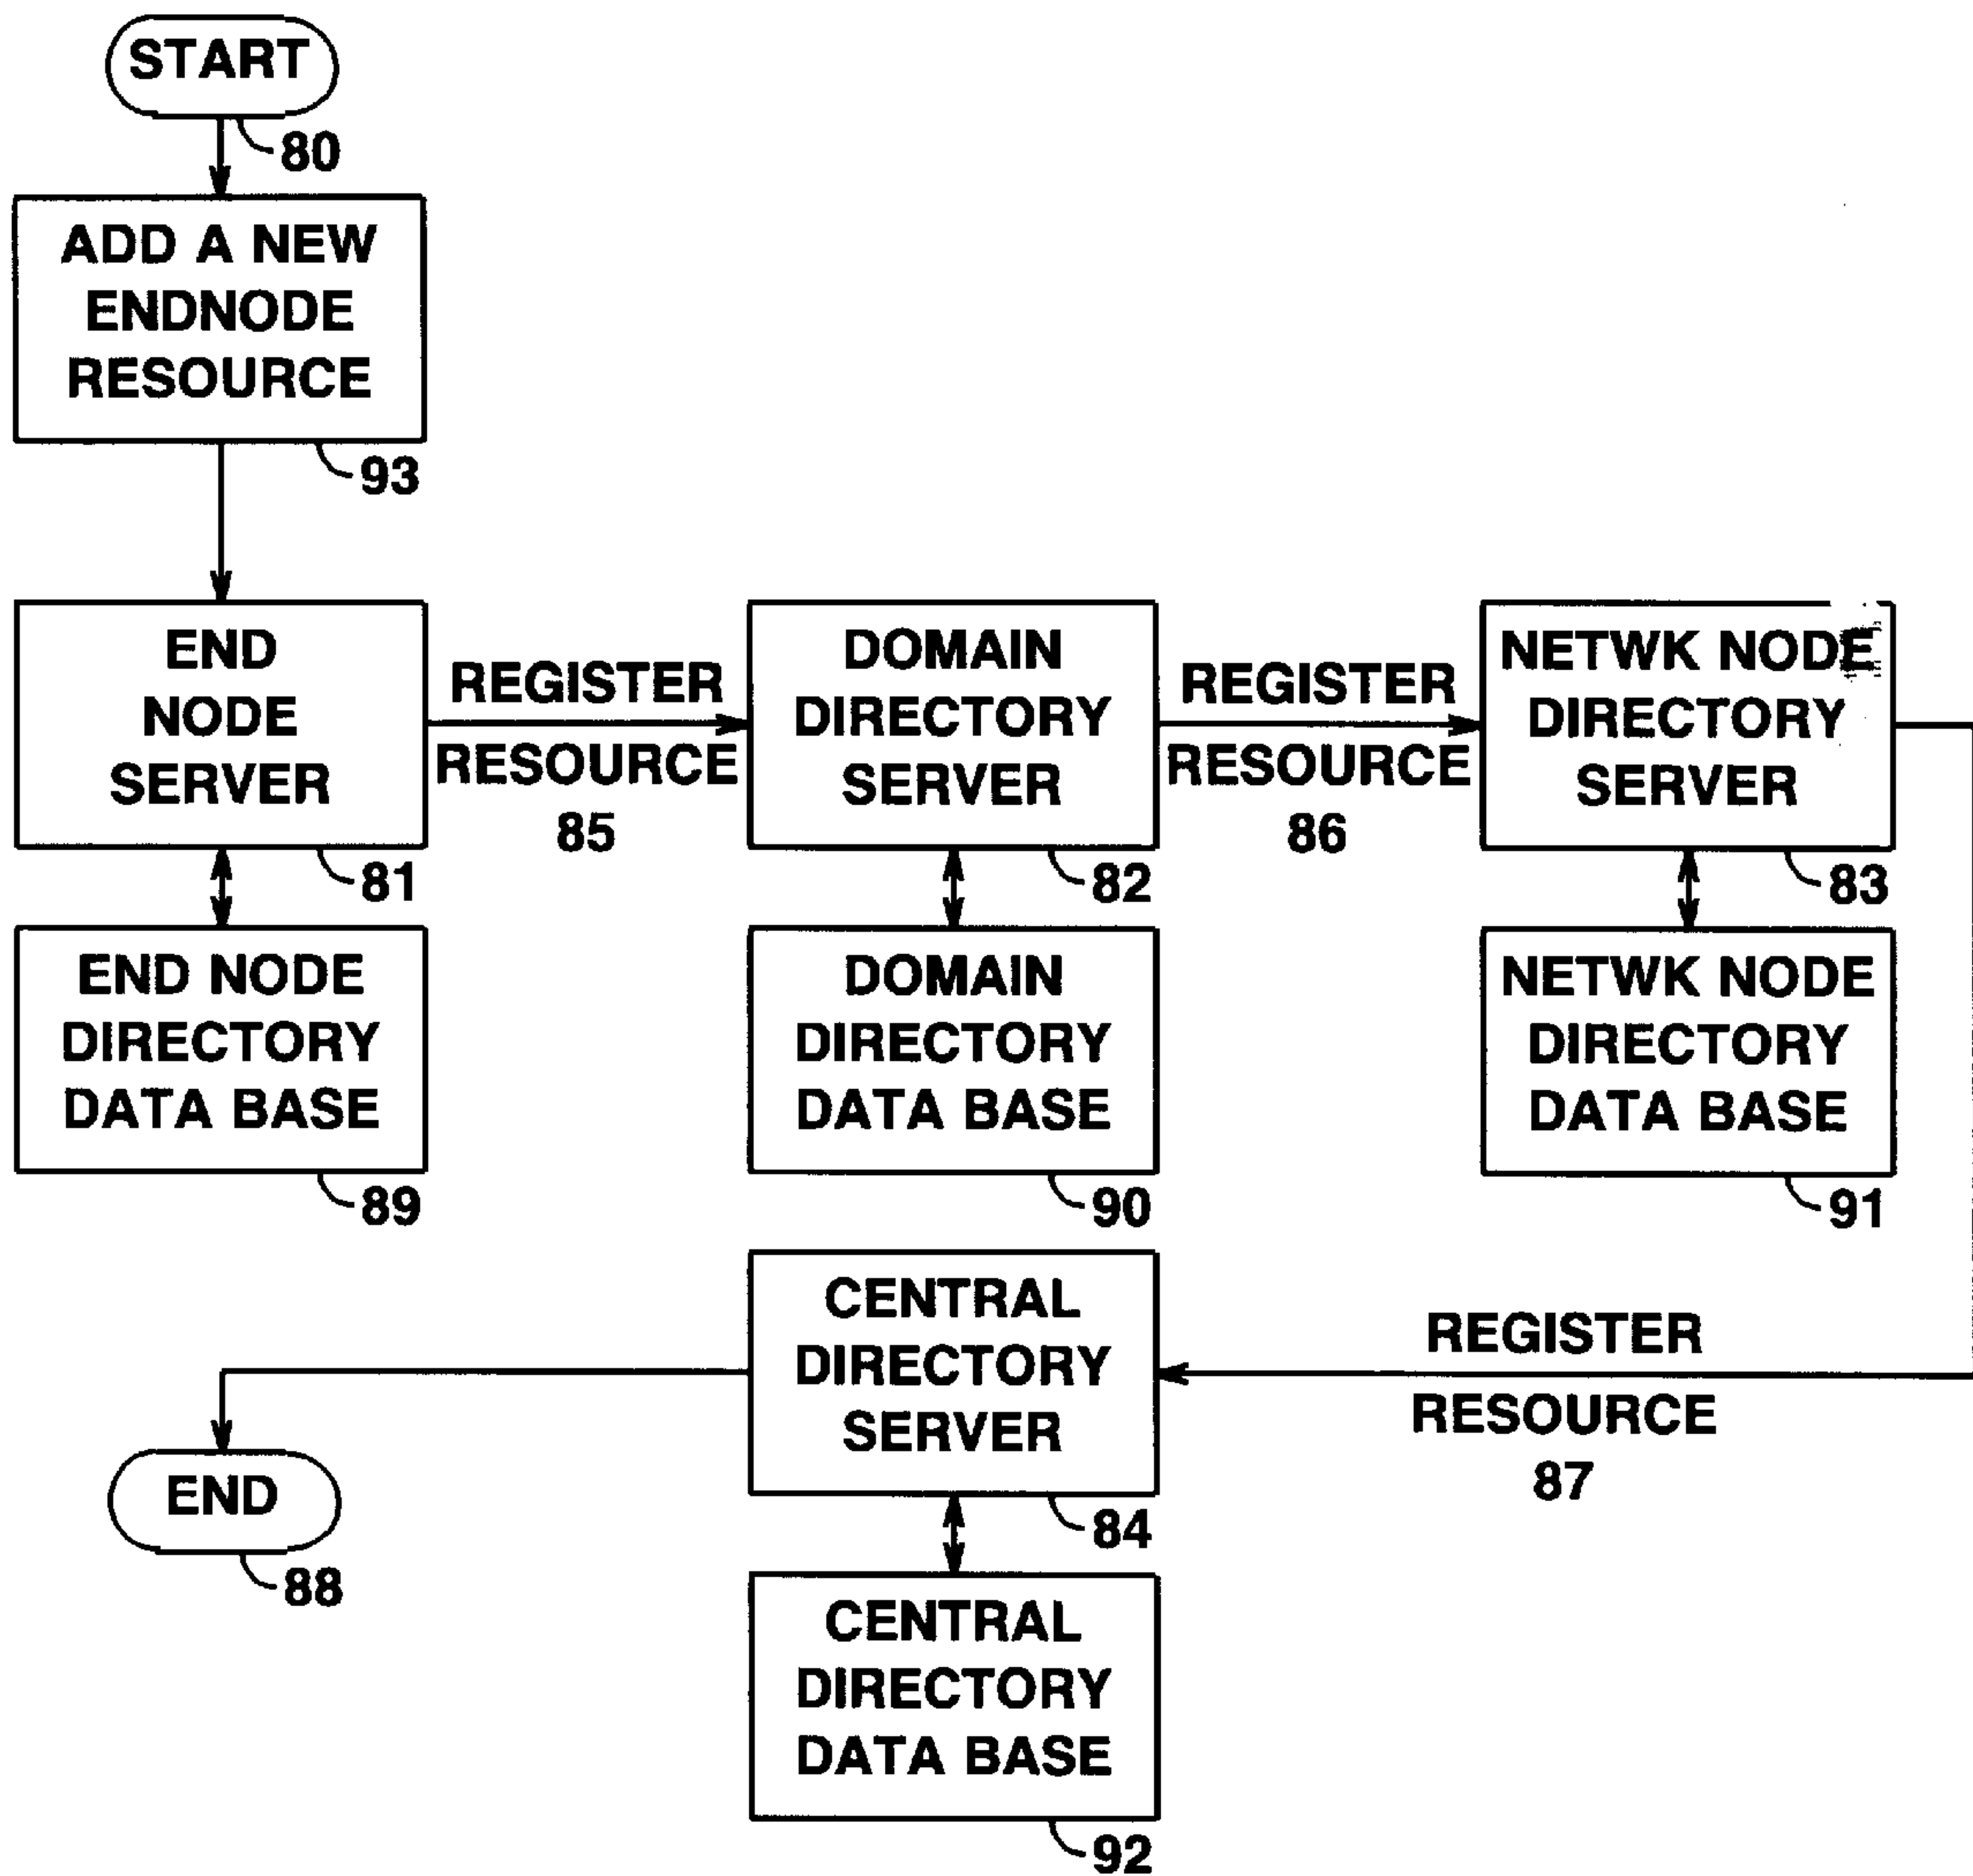 START
80
ADD A NEW
ENDNODE
RESOURCE
93
END
NODE
SERVER
81
REGISTER
RESOURCE
85
DOMAIN
DIRECTORY
SERVER
82
REGISTER
RESOURCE
86
NETWK NODE
DIRECTORY
SERVER
83
END NODE
DIRECTORY
DATA BASE
89
DOMAIN
DIRECTORY
DATA BASE
90
NETWK NODE
DIRECTORY
DATA BASE
91
CENTRAL
DIRECTORY
SERVER
84
REGISTER
RESOURCE
87
END
88
CENTRAL
DIRECTORY
DATA BASE
92